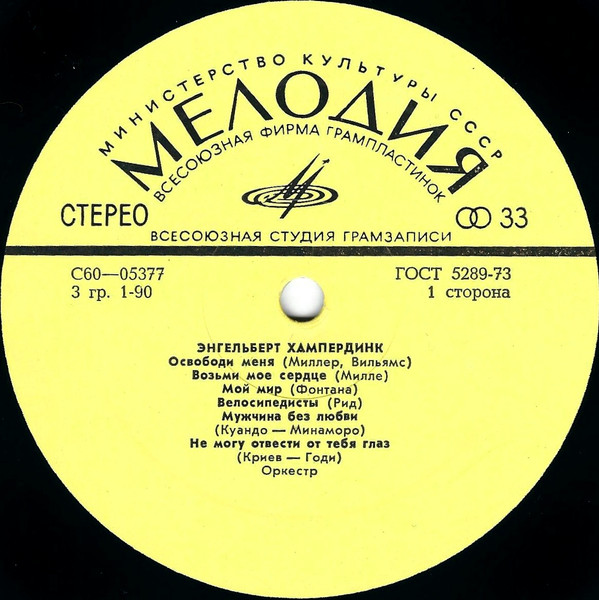 МИНИСТЕРСТВО КУЛЬТУРЫ СССР
МЕЛОДИЯ
ВСЕСОЮЗНАЯ ФИРМА ГРАМПЛАСТИНОК
СТЕРЕО
33
ВСЕСОЮЗНАЯ СТУДИЯ ГРАМЗАПИСИ
С60—05377
ГОСТ 5289-73
3 гр. 1-90
1 сторона
ЭНГЕЛЬБЕРТ ХАМПЕРДИНК
Освободи меня (Миллер, Вильямс)
Возьми мое сердце (Милле)
Мой мир (Фонтана)
Велосипедисты (Рид)
Мужчина без любви
(Куандо — Минаморо)
Не могу отвести от тебя глаз
(Криев — Годи)
Оркестр